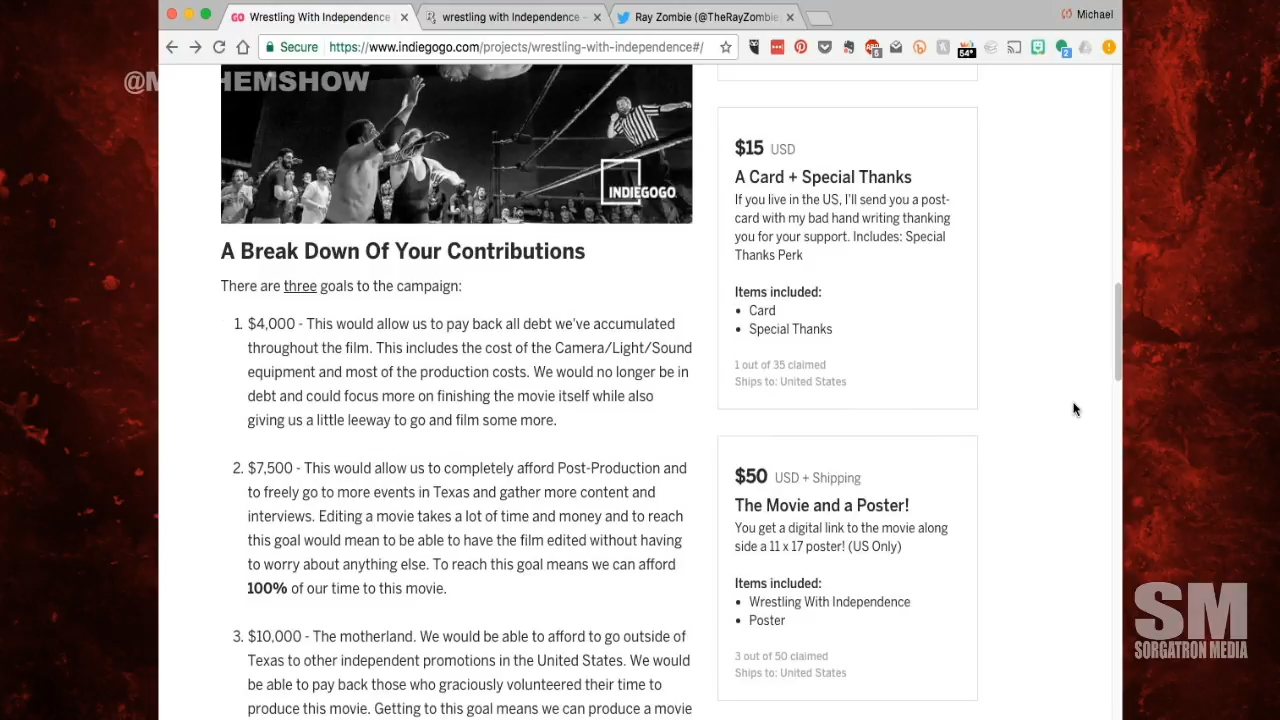 Wrestling With Independence
wrestling with Independence -
Ray Zombie (@TheRayZombie
Michael
Secure
https://www.indiegogo.com/projects/wrestling-with-independence#/
5
54°
2
HEMSHOW
INDIEGOGO
A Break Down Of Your Contributions
There are three goals to the campaign:
1. $4,000 - This would allow us to pay back all debt we've accumulated
throughout the film. This includes the cost of the Camera/Light/Sound
equipment and most of the production costs. We would no longer be in
debt and could focus more on finishing the movie itself while also
giving us a little leeway to go and film some more.
2. $7,500 - This would allow us to completely afford Post-Production and
to freely go to more events in Texas and gather more content and
interviews. Editing a movie takes a lot of time and money and to reach
this goal would mean to be able to have the film edited without having
to worry about anything else. To reach this goal means we can afford
100% of our time to this movie.
3. $10,000 - The motherland. We would be able to afford to go outside of
Texas to other independent promotions in the United States. We would
be able to pay back those who graciously volunteered their time to
produce this movie. Getting to this goal means we can produce a movie
$15 USD
A Card + Special Thanks
If you live in the US, I'll send you a post-
card with my bad hand writing thanking
you for your support. Includes: Special
Thanks Perk
Items included:
• Card
• Special Thanks
1 out of 35 claimed
Ships to: United States
$50 USD + Shipping
The Movie and a Poster!
You get a digital link to the movie along
side a 11 x 17 poster! (US Only)
Items included:
• Wrestling With Independence
• Poster
3 out of 50 claimed
Ships to: United States
SM
SORGATRON MEDIA